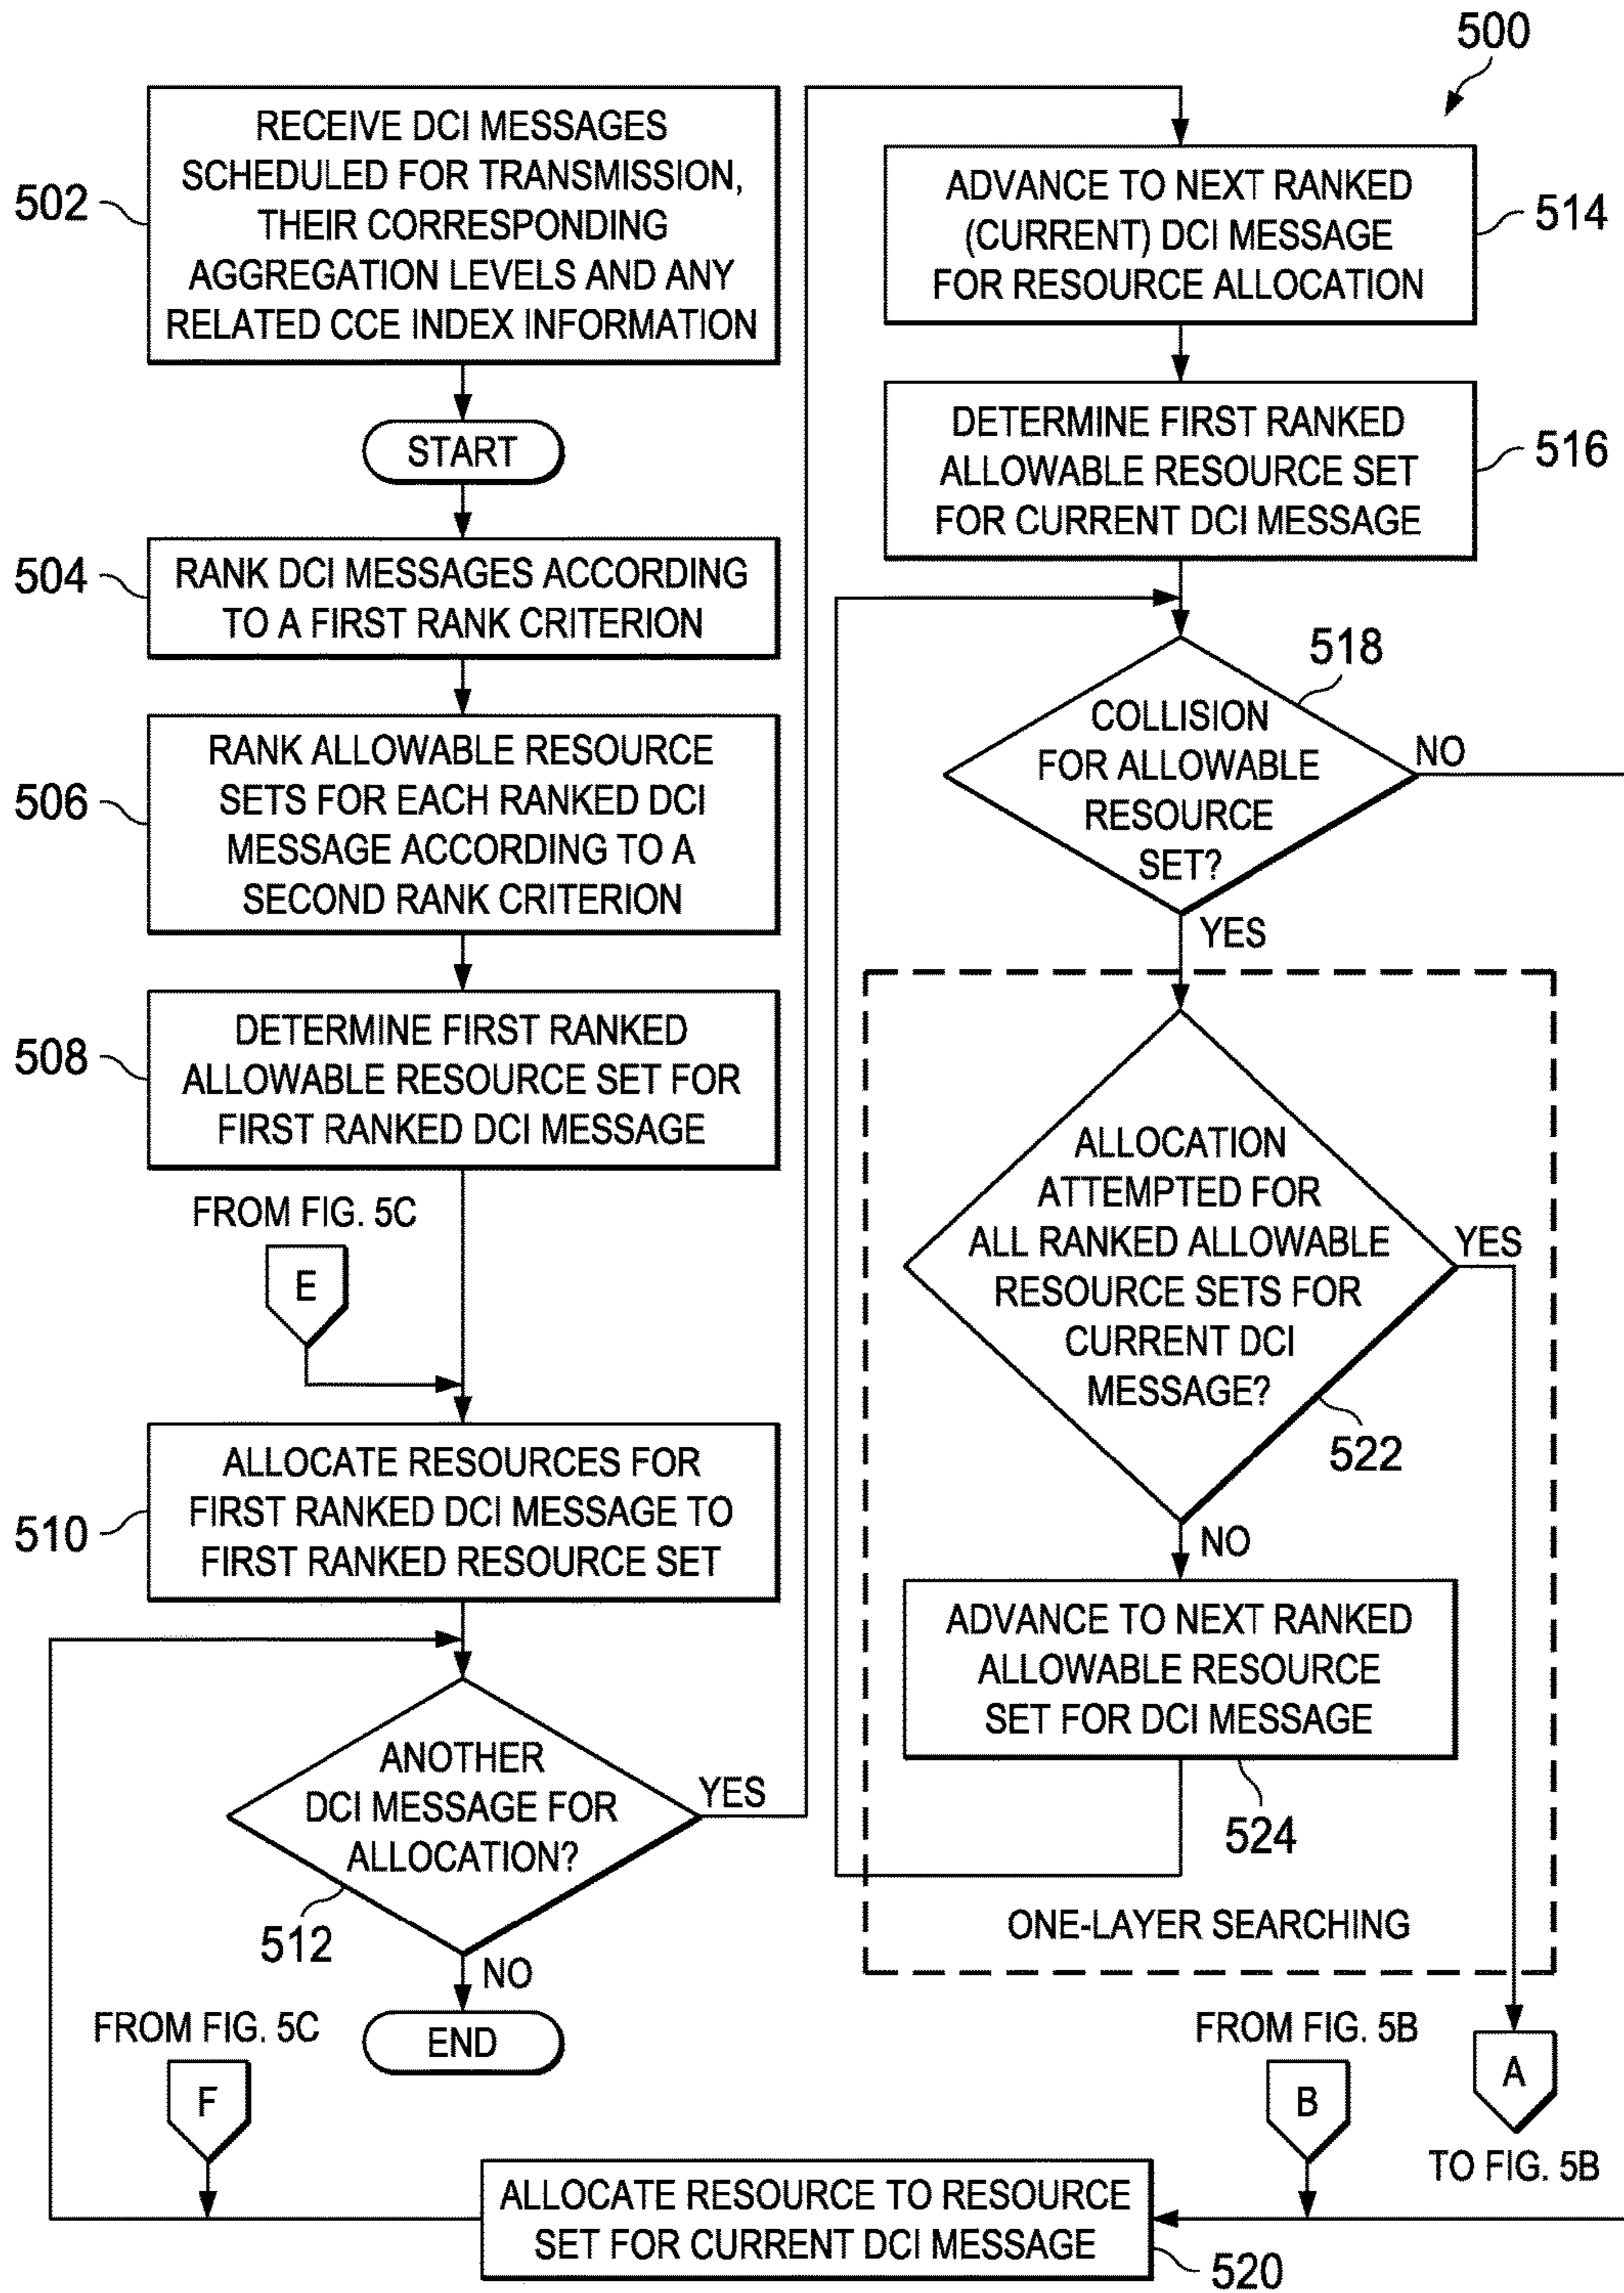 500
502
RECEIVE DCI MESSAGES
SCHEDULED FOR TRANSMISSION,
THEIR CORRESPONDING
AGGREGATION LEVELS AND ANY
RELATED CCE INDEX INFORMATION
START
504
RANK DCI MESSAGES ACCORDING
TO A FIRST RANK CRITERION
506
RANK ALLOWABLE RESOURCE
SETS FOR EACH RANKED DCI
MESSAGE ACCORDING TO A
SECOND RANK CRITERION
508
DETERMINE FIRST RANKED
ALLOWABLE RESOURCE SET FOR
FIRST RANKED DCI MESSAGE
FROM FIG. 5C
E
510
ALLOCATE RESOURCES FOR
FIRST RANKED DCI MESSAGE TO
FIRST RANKED RESOURCE SET
ANOTHER
DCI MESSAGE FOR
ALLOCATION?
YES
512
NO
END
FROM FIG. 5C
F
514
ADVANCE TO NEXT RANKED
(CURRENT) DCI MESSAGE
FOR RESOURCE ALLOCATION
516
DETERMINE FIRST RANKED
ALLOWABLE RESOURCE SET
FOR CURRENT DCI MESSAGE
518
COLLISION
FOR ALLOWABLE
RESOURCE
SET?
NO
YES
ALLOCATION
ATTEMPTED FOR
ALL RANKED ALLOWABLE
RESOURCE SETS FOR
CURRENT DCI
MESSAGE?
YES
522
NO
ADVANCE TO NEXT RANKED
ALLOWABLE RESOURCE
SET FOR DCI MESSAGE
524
ONE-LAYER SEARCHING
FROM FIG. 5B
B
A
TO FIG. 5B
ALLOCATE RESOURCE TO RESOURCE
SET FOR CURRENT DCI MESSAGE
520